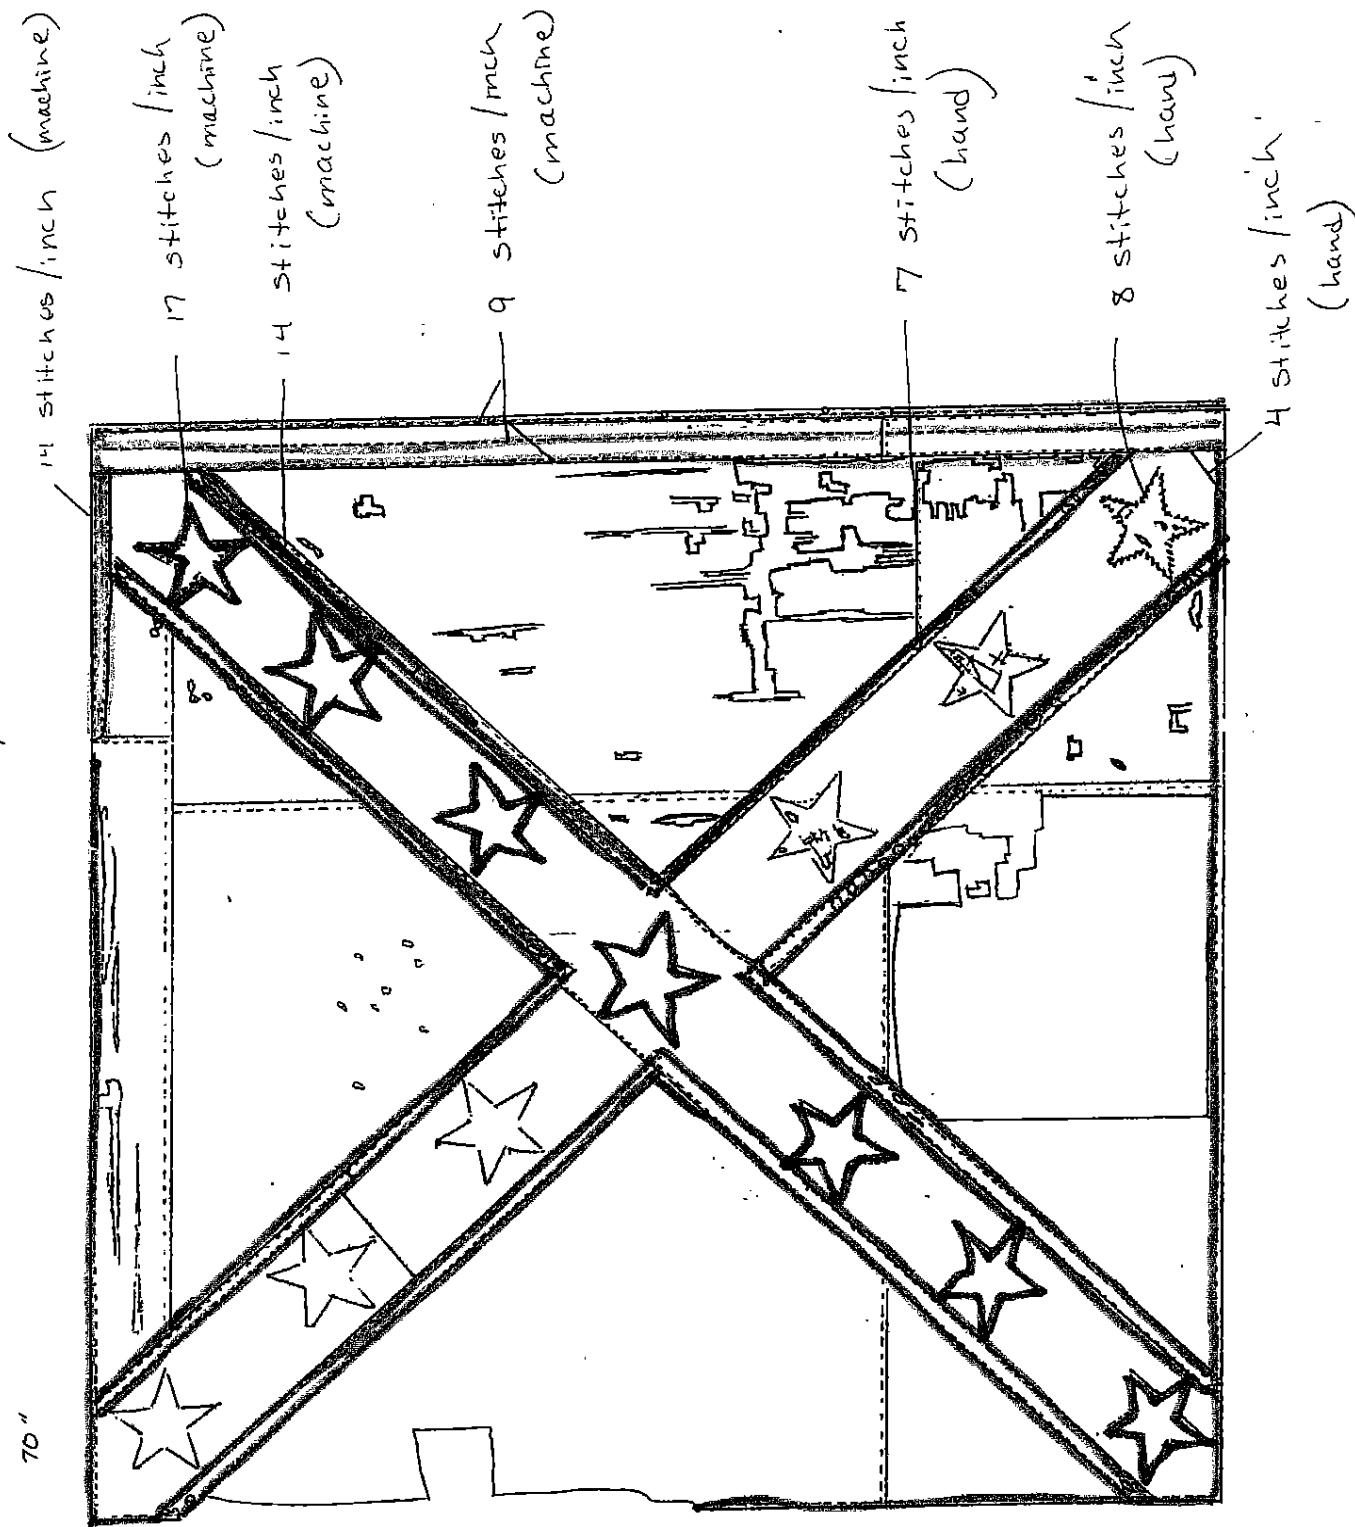 14 stitches/inch (machine)
17 stitches/inch
(machine)
14 stitches/inch
(machine)
9 stitches/inch
(machine)
7 stitches/inch
(hand)
8 stitches/inch
(hand)
4 stitches/inch
(hand)
70"